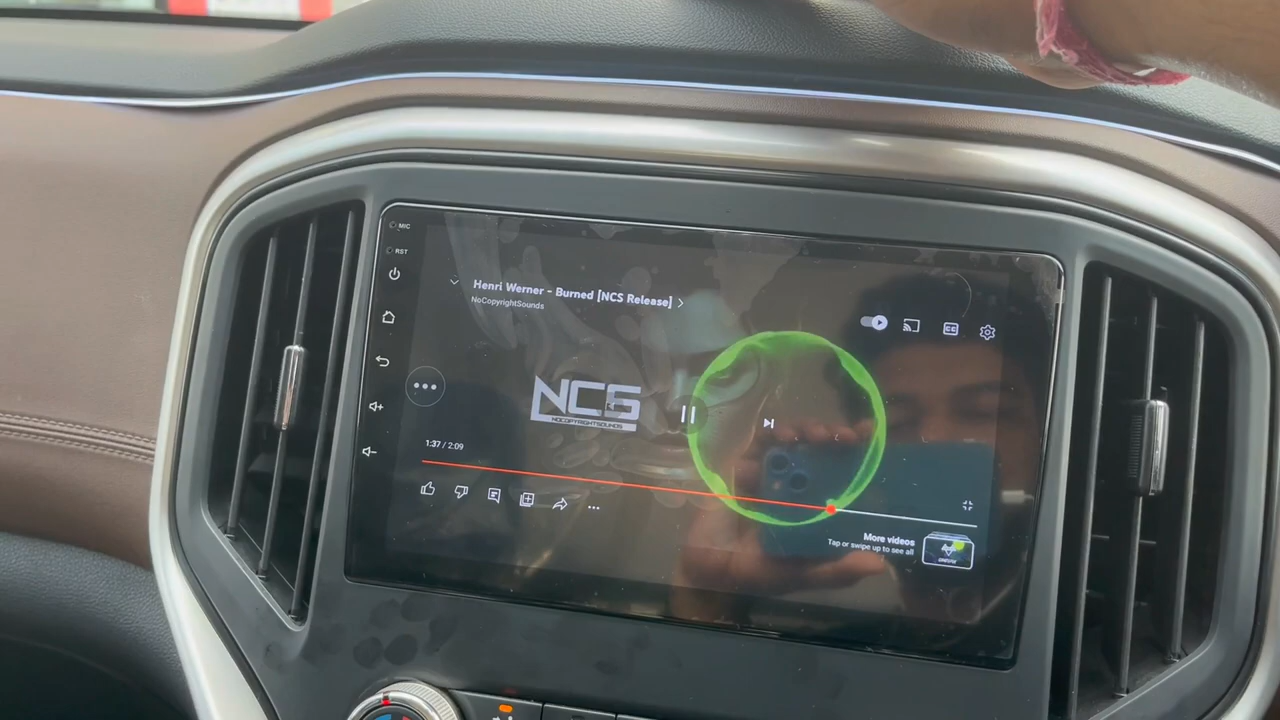 MIC
RST
Henri Werner - Burned [NCS Release]
NoCopyrightSounds
CC
NCS
NOCOPYRIGHTSOUNDS
1:37 / 2:09
More videos
Tap or swipe up to see all